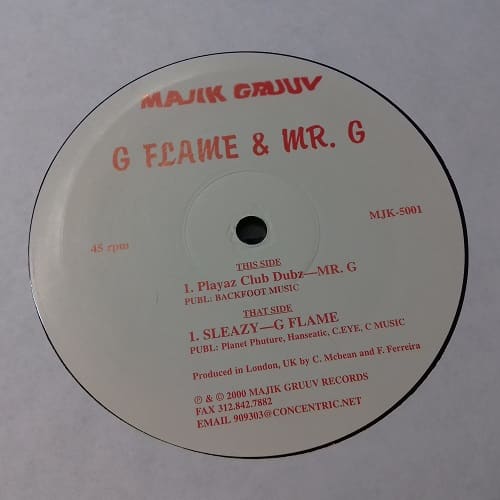 MAJIK GRUUV
G FLAME & MR. G
MJK-5001
45 rpm
THIS SIDE
1. Playaz Club Dubz—MR. G
PUBL: BACKFOOT MUSIC
THAT SIDE
1. SLEAZY—G FLAME
PUBL: Planet Phuture, Hanseatic, C.EYE, C MUSIC
Produced in London, UK by C. Mcbean and F. Ferreira
℗ & © 2000 MAJIK GRUUV RECORDS
FAX 312.842.7882
EMAIL 909303@CONCENTRIC.NET